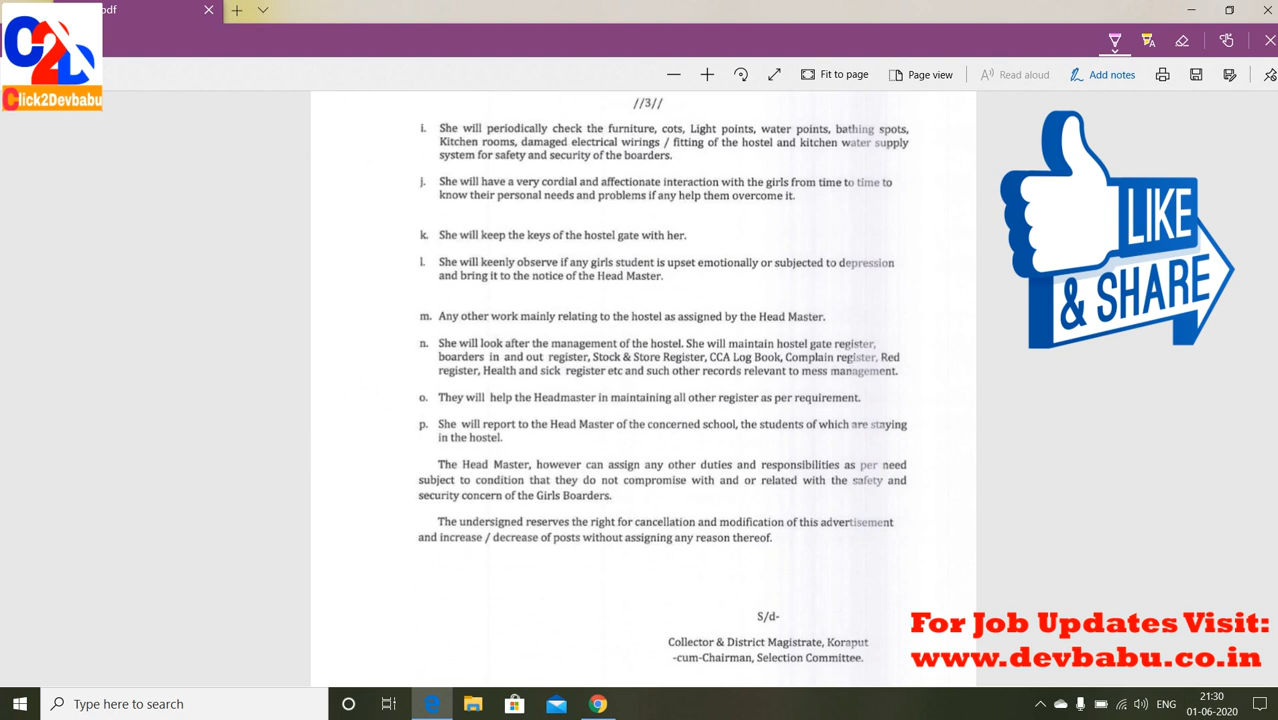 pdf
C2D
Click2Devbabu
Fit to page
Page view
Read aloud
Add notes
//3//
i. She will periodically check the furniture, cots, Light points, water points, bathing spots,
Kitchen rooms, damaged electrical wirings / fitting of the hostel and kitchen water supply
system for safety and security of the boarders.
j. She will have a very cordial and affectionate interaction with the girls from time to time to
know their personal needs and problems if any help them overcome it.
k. She will keep the keys of the hostel gate with her.
l. She will keenly observe if any girls student is upset emotionally or subjected to depression
and bring it to the notice of the Head Master.
m. Any other work mainly relating to the hostel as assigned by the Head Master.
n. She will look after the management of the hostel. She will maintain hostel gate register,
boarders in and out register, Stock & Store Register, CCA Log Book, Complain register, Red
register, Health and sick register etc and such other records relevant to mess management.
o. They will help the Headmaster in maintaining all other register as per requirement.
p. She will report to the Head Master of the concerned school, the students of which are staying
in the hostel.
The Head Master, however can assign any other duties and responsibilities as per need
subject to condition that they do not compromise with and or related with the safety and
security concern of the Girls Boarders.
The undersigned reserves the right for cancellation and modification of this advertisement
and increase / decrease of posts without assigning any reason thereof.
S/d-
Collector & District Magistrate, Koraput
-cum-Chairman, Selection Committee.
LIKE
& SHARE
For Job Updates Visit:
www.devbabu.co.in
Type here to search
ENG
21:30
01-06-2020